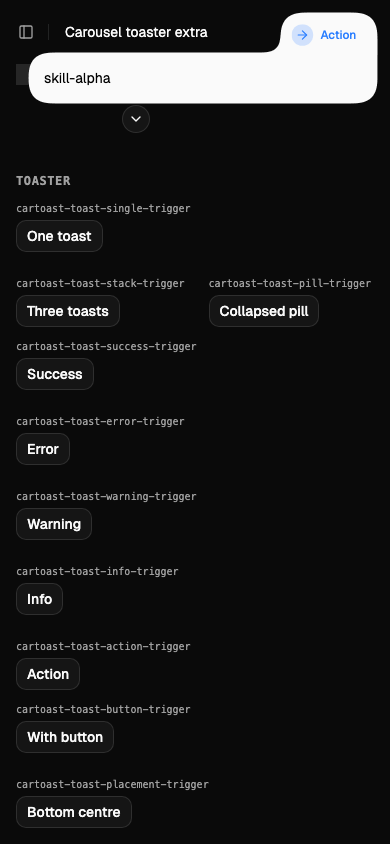 Carousel toaster extra
Action
skill-alpha
TOASTER
cartoast-toast-single-trigger
One toast
cartoast-toast-stack-trigger
cartoast-toast-pill-trigger
Three toasts
Collapsed pill
cartoast-toast-success-trigger
Success
cartoast-toast-error-trigger
Error
cartoast-toast-warning-trigger
Warning
cartoast-toast-info-trigger
Info
cartoast-toast-action-trigger
Action
cartoast-toast-button-trigger
With button
cartoast-toast-placement-trigger
Bottom centre